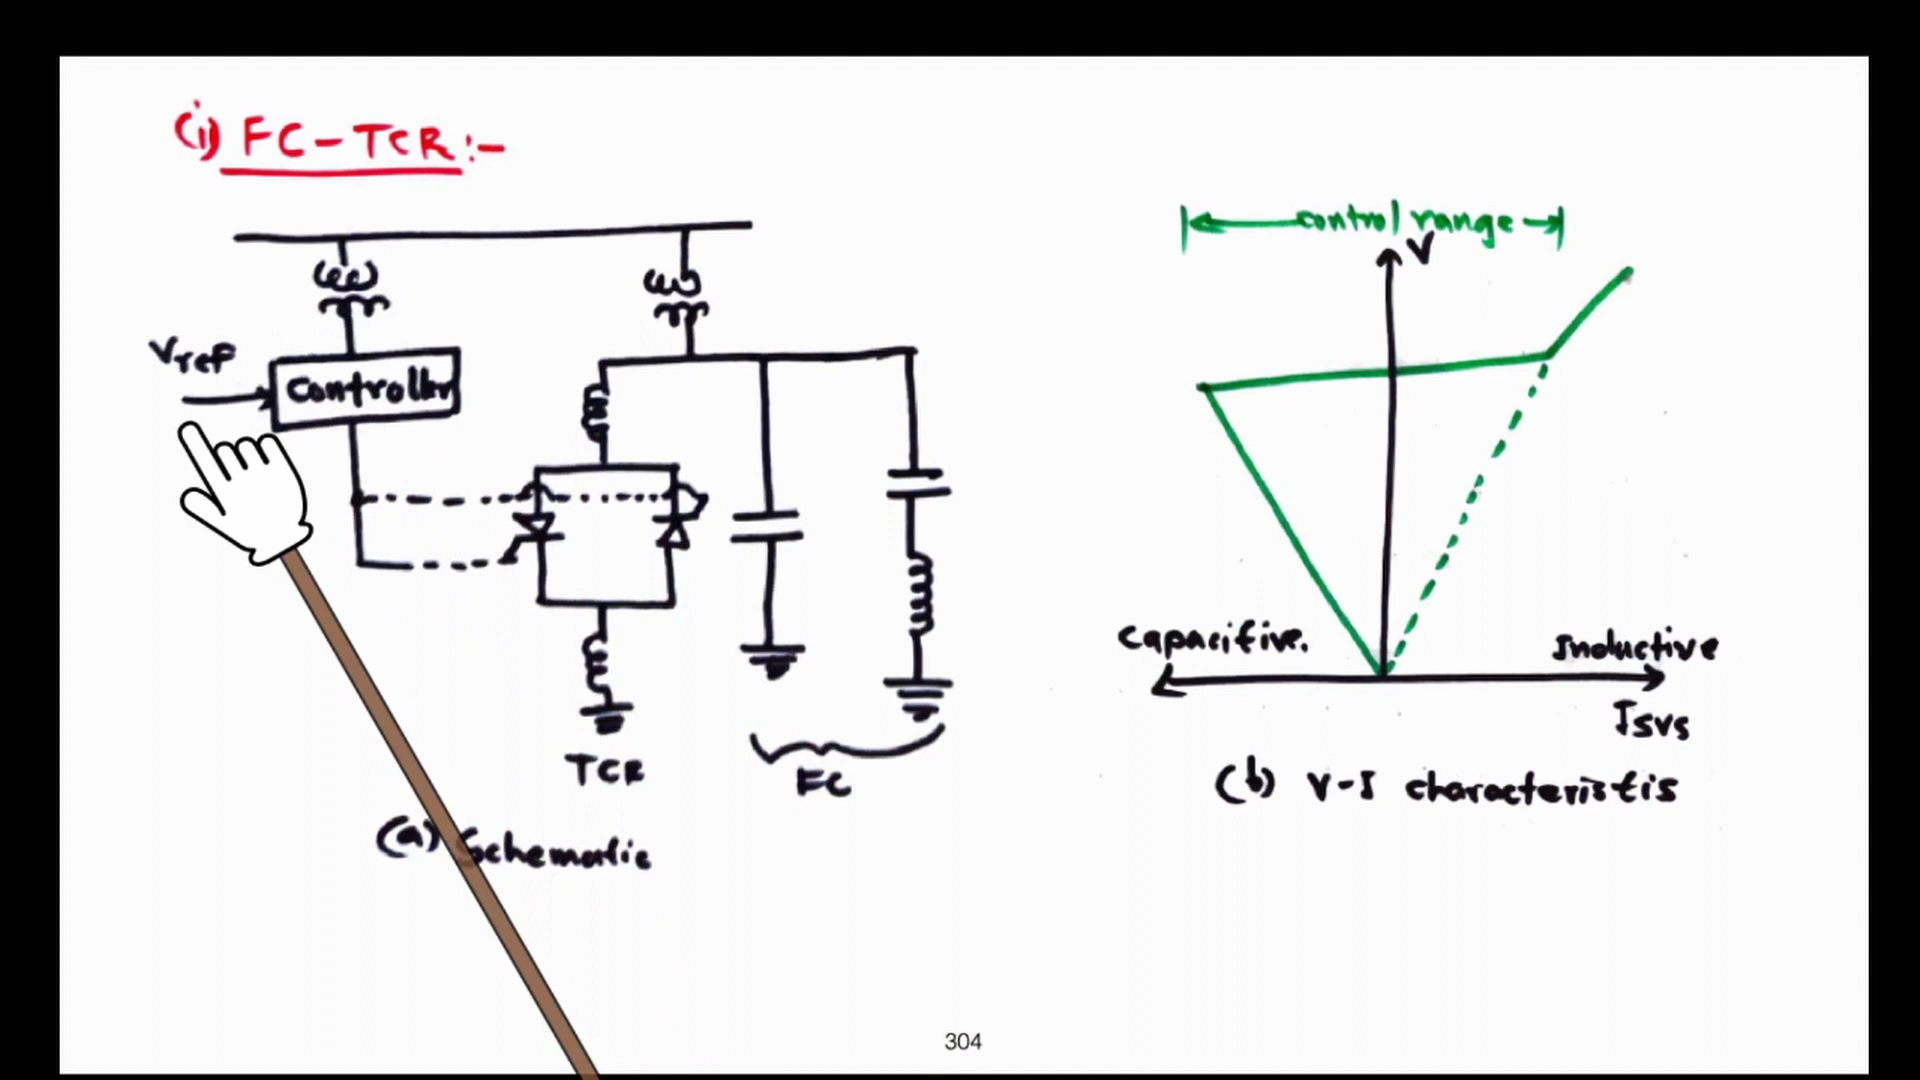 (i) FC-TCR:-
control range
V
Vref
Controller
Capacitive.
Inductive
Isvs
TCR
FC
(b) V-I characteristis
(a) Schematic
304